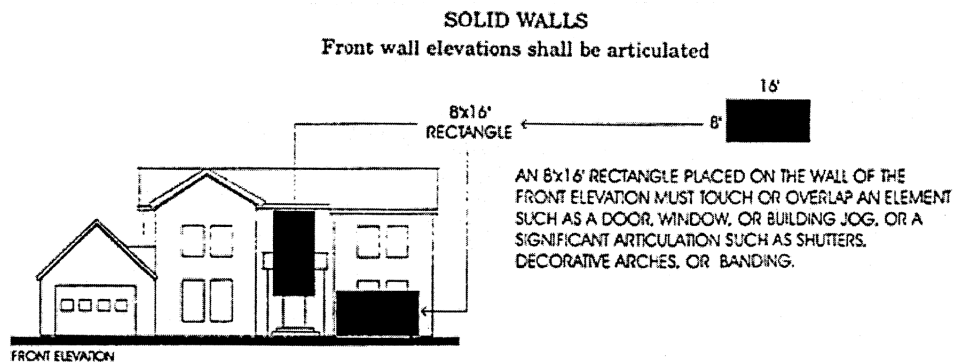 SOLID WALLS
Front wall elevations shall be articulated
16'
8'x16'
RECTANGLE
8'
AN 8'x16' RECTANGLE PLACED ON THE WALL OF THE
FRONT ELEVATION MUST TOUCH OR OVERLAP AN ELEMENT
SUCH AS A DOOR, WINDOW, OR BUILDING JOG, OR A
SIGNIFICANT ARTICULATION SUCH AS SHUTTERS,
DECORATIVE ARCHES, OR BANDING.
FRONT ELEVATION